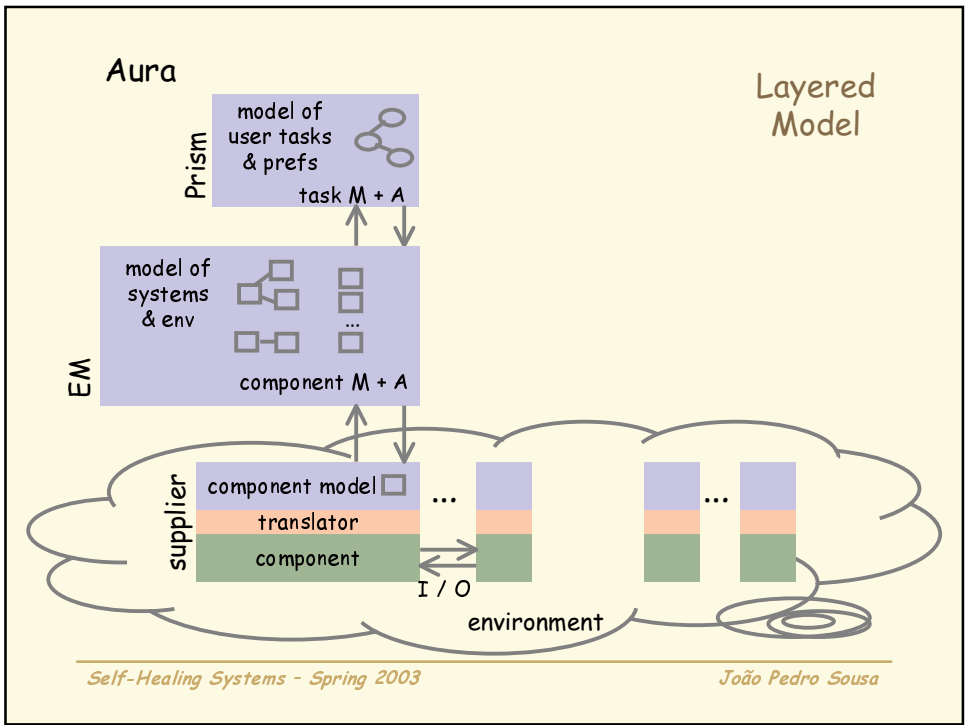 Aura
Layered
Model
Prism
model of
user tasks
& prefs
task M + A
EM
model of
systems
& env
...
component M + A
supplier
component model
...
...
translator
component
I / O
environment
Self-Healing Systems – Spring 2003
João Pedro Sousa